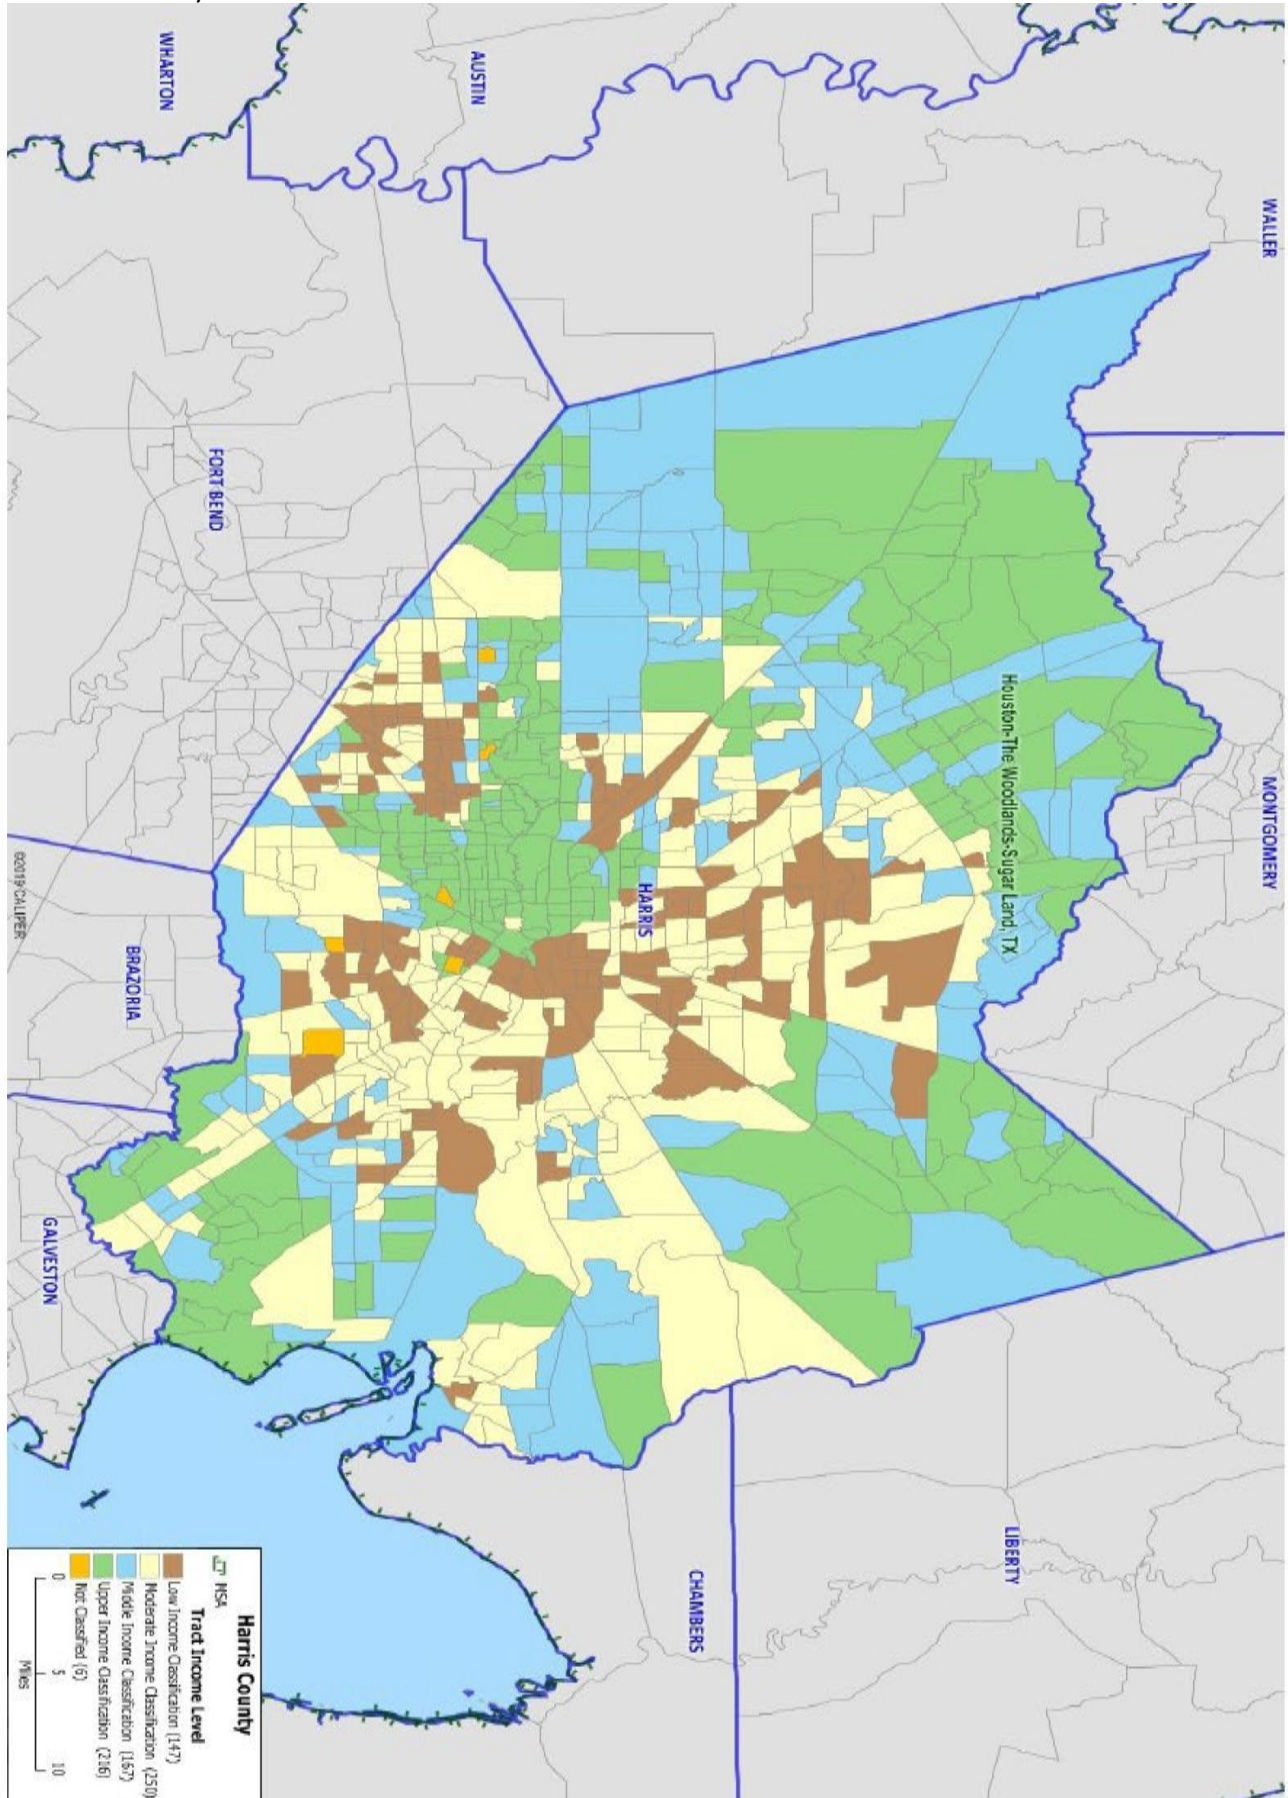 WALLER
MONTGOMERY
AUSTIN
WHARTON
Houston-The Woodlands-Sugar Land, TX
LIBERTY
HARRIS
CHAMBERS
FORT BEND
BRAZORIA
GALVESTON
©2019 CALIPER
Harris County
MSA
Tract Income Level
Low Income Classification (147)
Moderate Income Classification (250)
Middle Income Classification (167)
Upper Income Classification (216)
Not Classified (6)
0 5 10
Miles